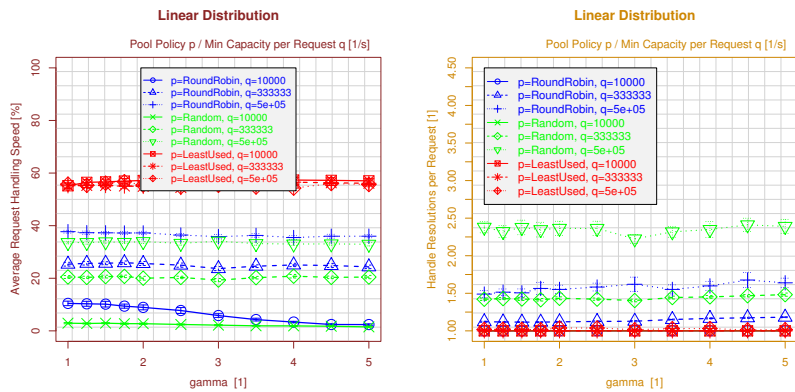 Linear Distribution
Pool Policy p / Min Capacity per Request q [1/s]
Average Request Handling Speed [%]
100
80
60
40
20
0
p=RoundRobin, q=10000
p=RoundRobin, q=333333
p=RoundRobin, q=5e+05
p=Random, q=10000
p=Random, q=333333
p=Random, q=5e+05
p=LeastUsed, q=10000
p=LeastUsed, q=333333
p=LeastUsed, q=5e+05
1 2 3 4 5
gamma [1]
Linear Distribution
Pool Policy p / Min Capacity per Request q [1/s]
Handle Resolutions per Request [1]
4.50
3.75
3.00
2.50
2.00
1.50
1.00
p=RoundRobin, q=10000
p=RoundRobin, q=333333
p=RoundRobin, q=5e+05
p=Random, q=10000
p=Random, q=333333
p=Random, q=5e+05
p=LeastUsed, q=10000
p=LeastUsed, q=333333
p=LeastUsed, q=5e+05
1 2 3 4 5
gamma [1]